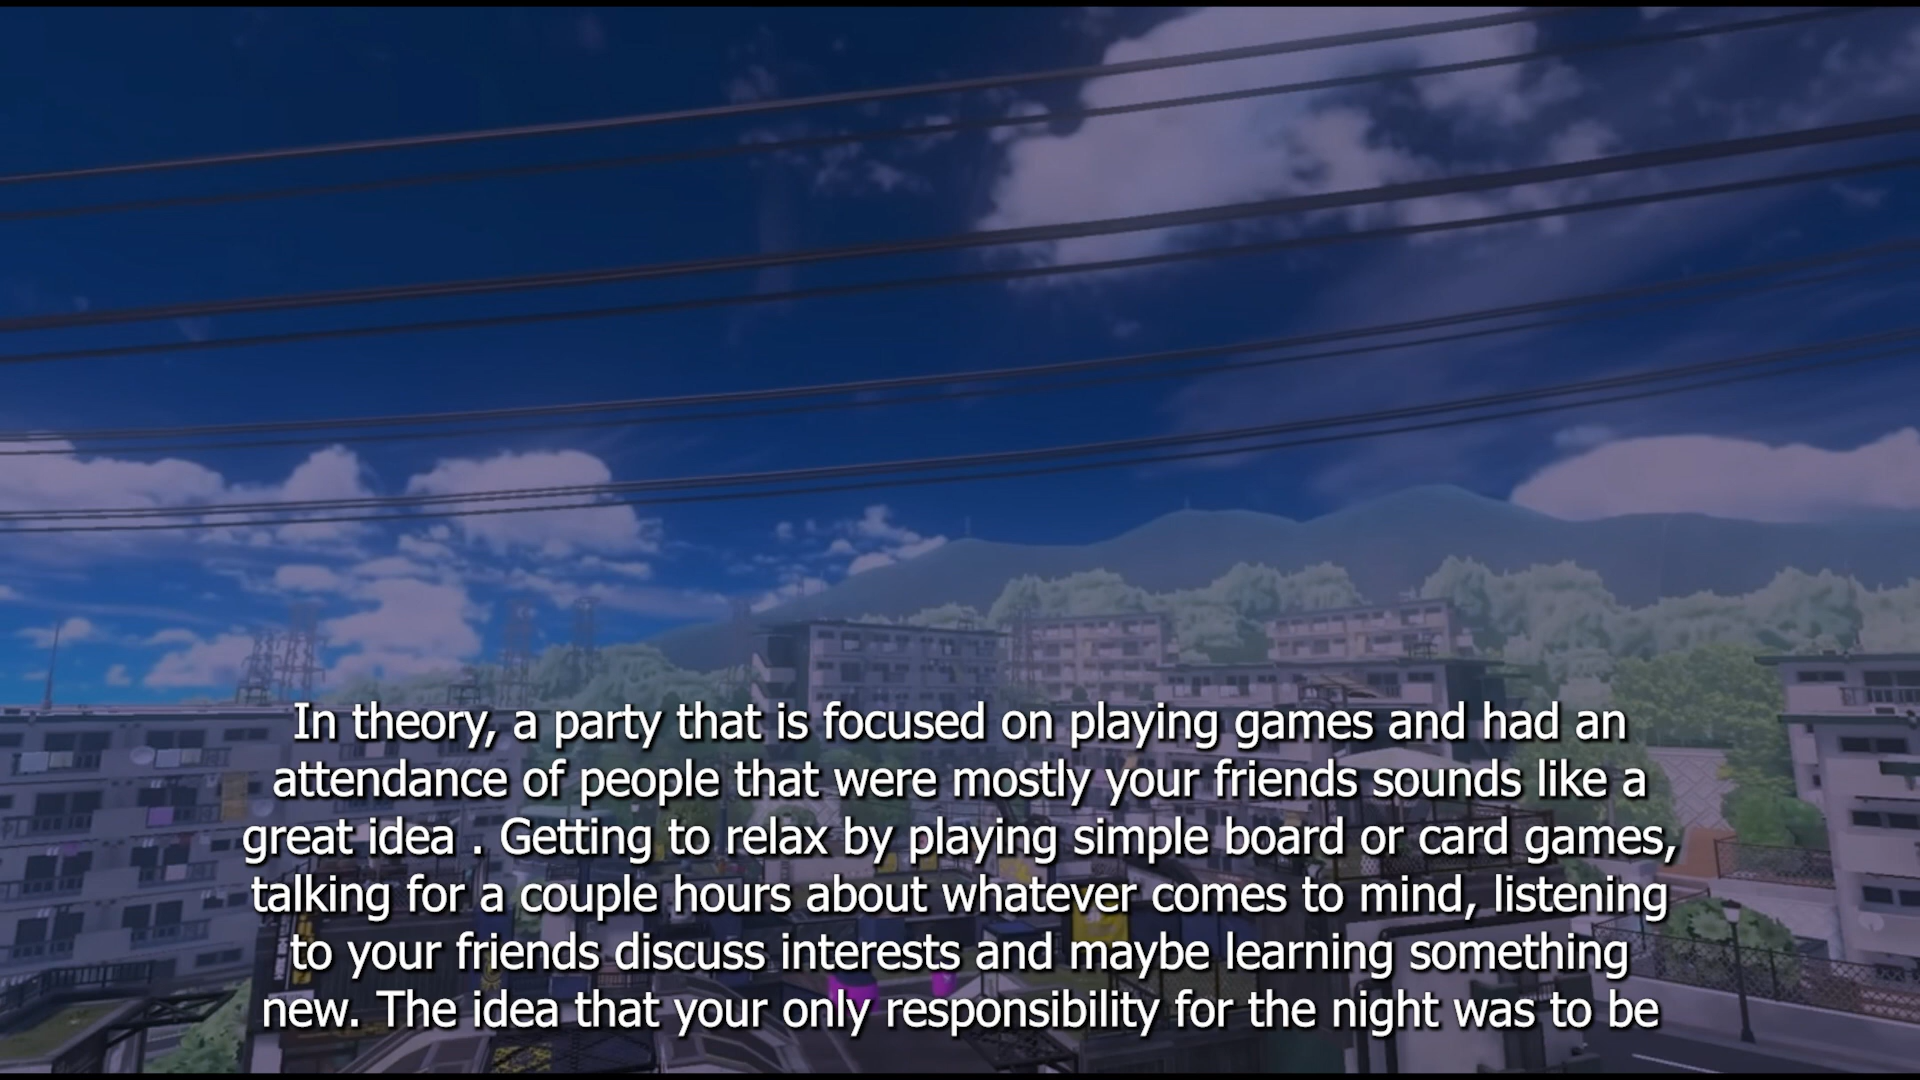 In theory, a party that is focused on playing games and had an
attendance of people that were mostly your friends sounds like a
great idea . Getting to relax by playing simple board or card games,
talking for a couple hours about whatever comes to mind, listening
to your friends discuss interests and maybe learning something
new. The idea that your only responsibility for the night was to be